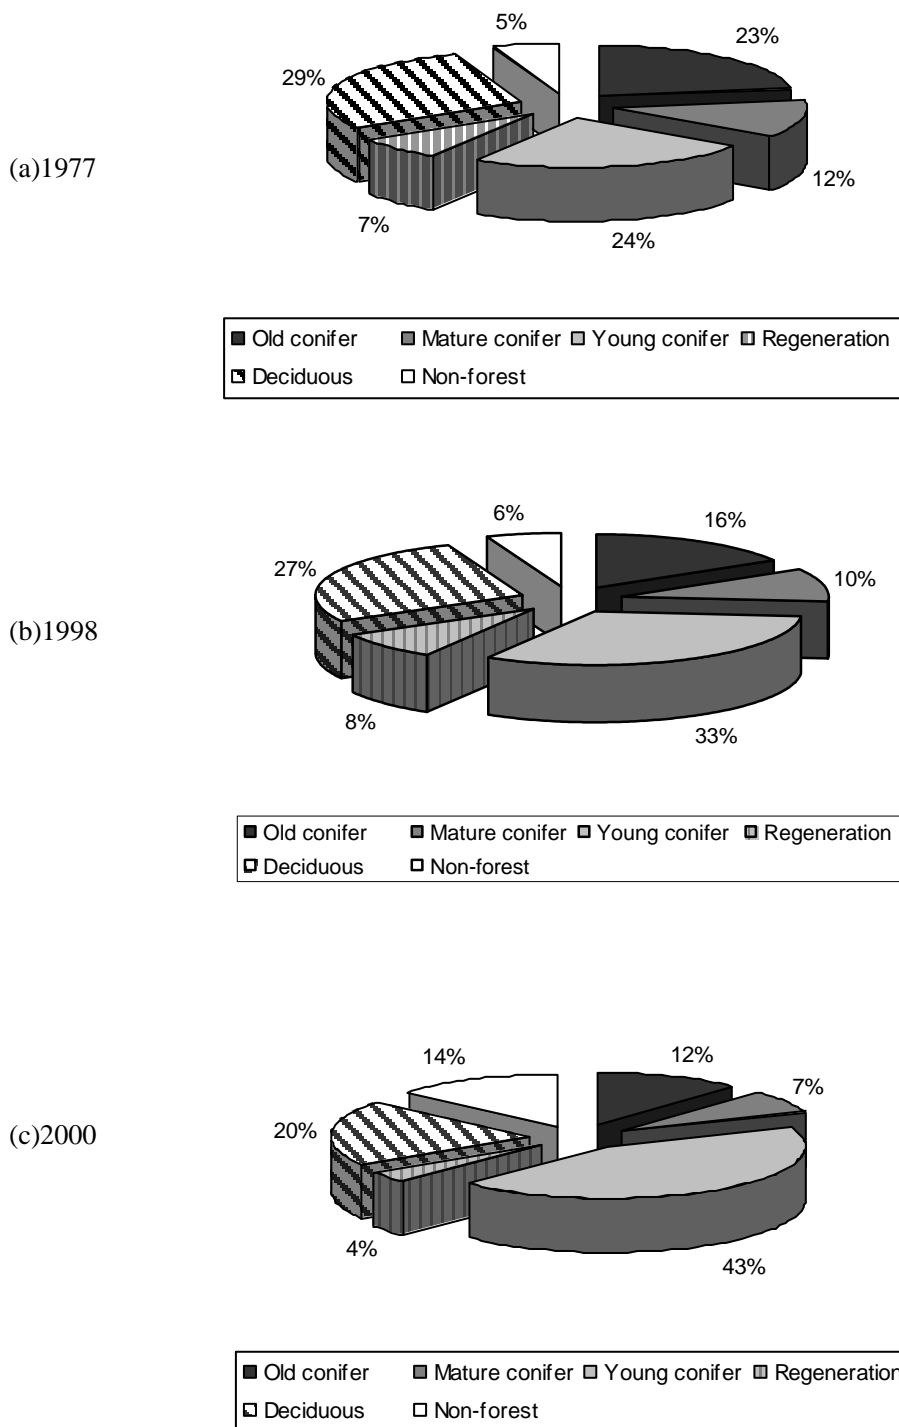 5%
23%
29%
(a)1977
12%
7%
24%
Old conifer Mature conifer Young conifer Regeneration
Deciduous Non-forest
6%
16%
27%
10%
(b)1998
8%
33%
Old conifer Mature conifer Young conifer Regeneration
Deciduous Non-forest
14%
12%
7%
(c)2000
20%
4%
43%
Old conifer Mature conifer Young conifer Regeneration
Deciduous Non-forest